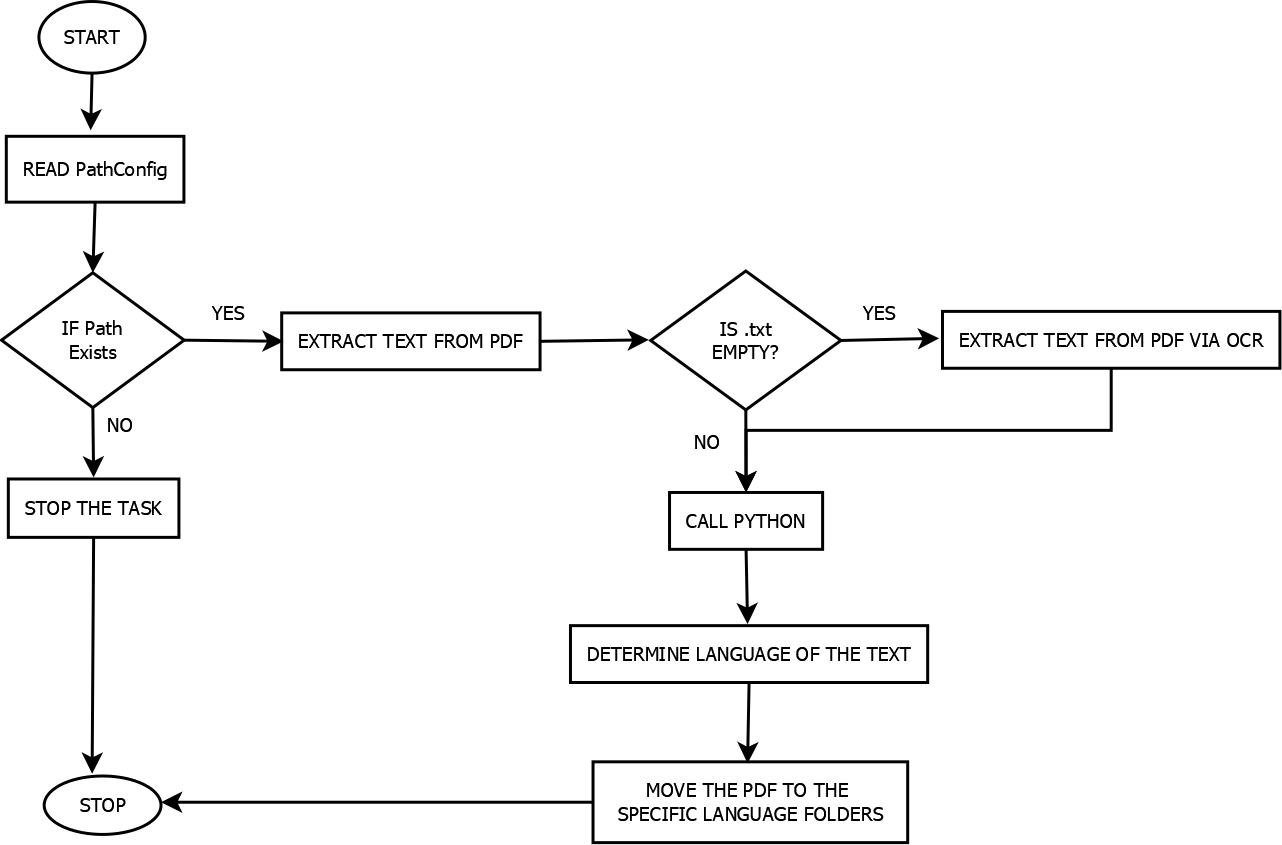 START
READ PathConfig
IF Path
Exists
YES
EXTRACT TEXT FROM PDF
IS .txt
EMPTY?
YES
EXTRACT TEXT FROM PDF VIA OCR
NO
STOP THE TASK
NO
CALL PYTHON
DETERMINE LANGUAGE OF THE TEXT
MOVE THE PDF TO THE
SPECIFIC LANGUAGE FOLDERS
STOP